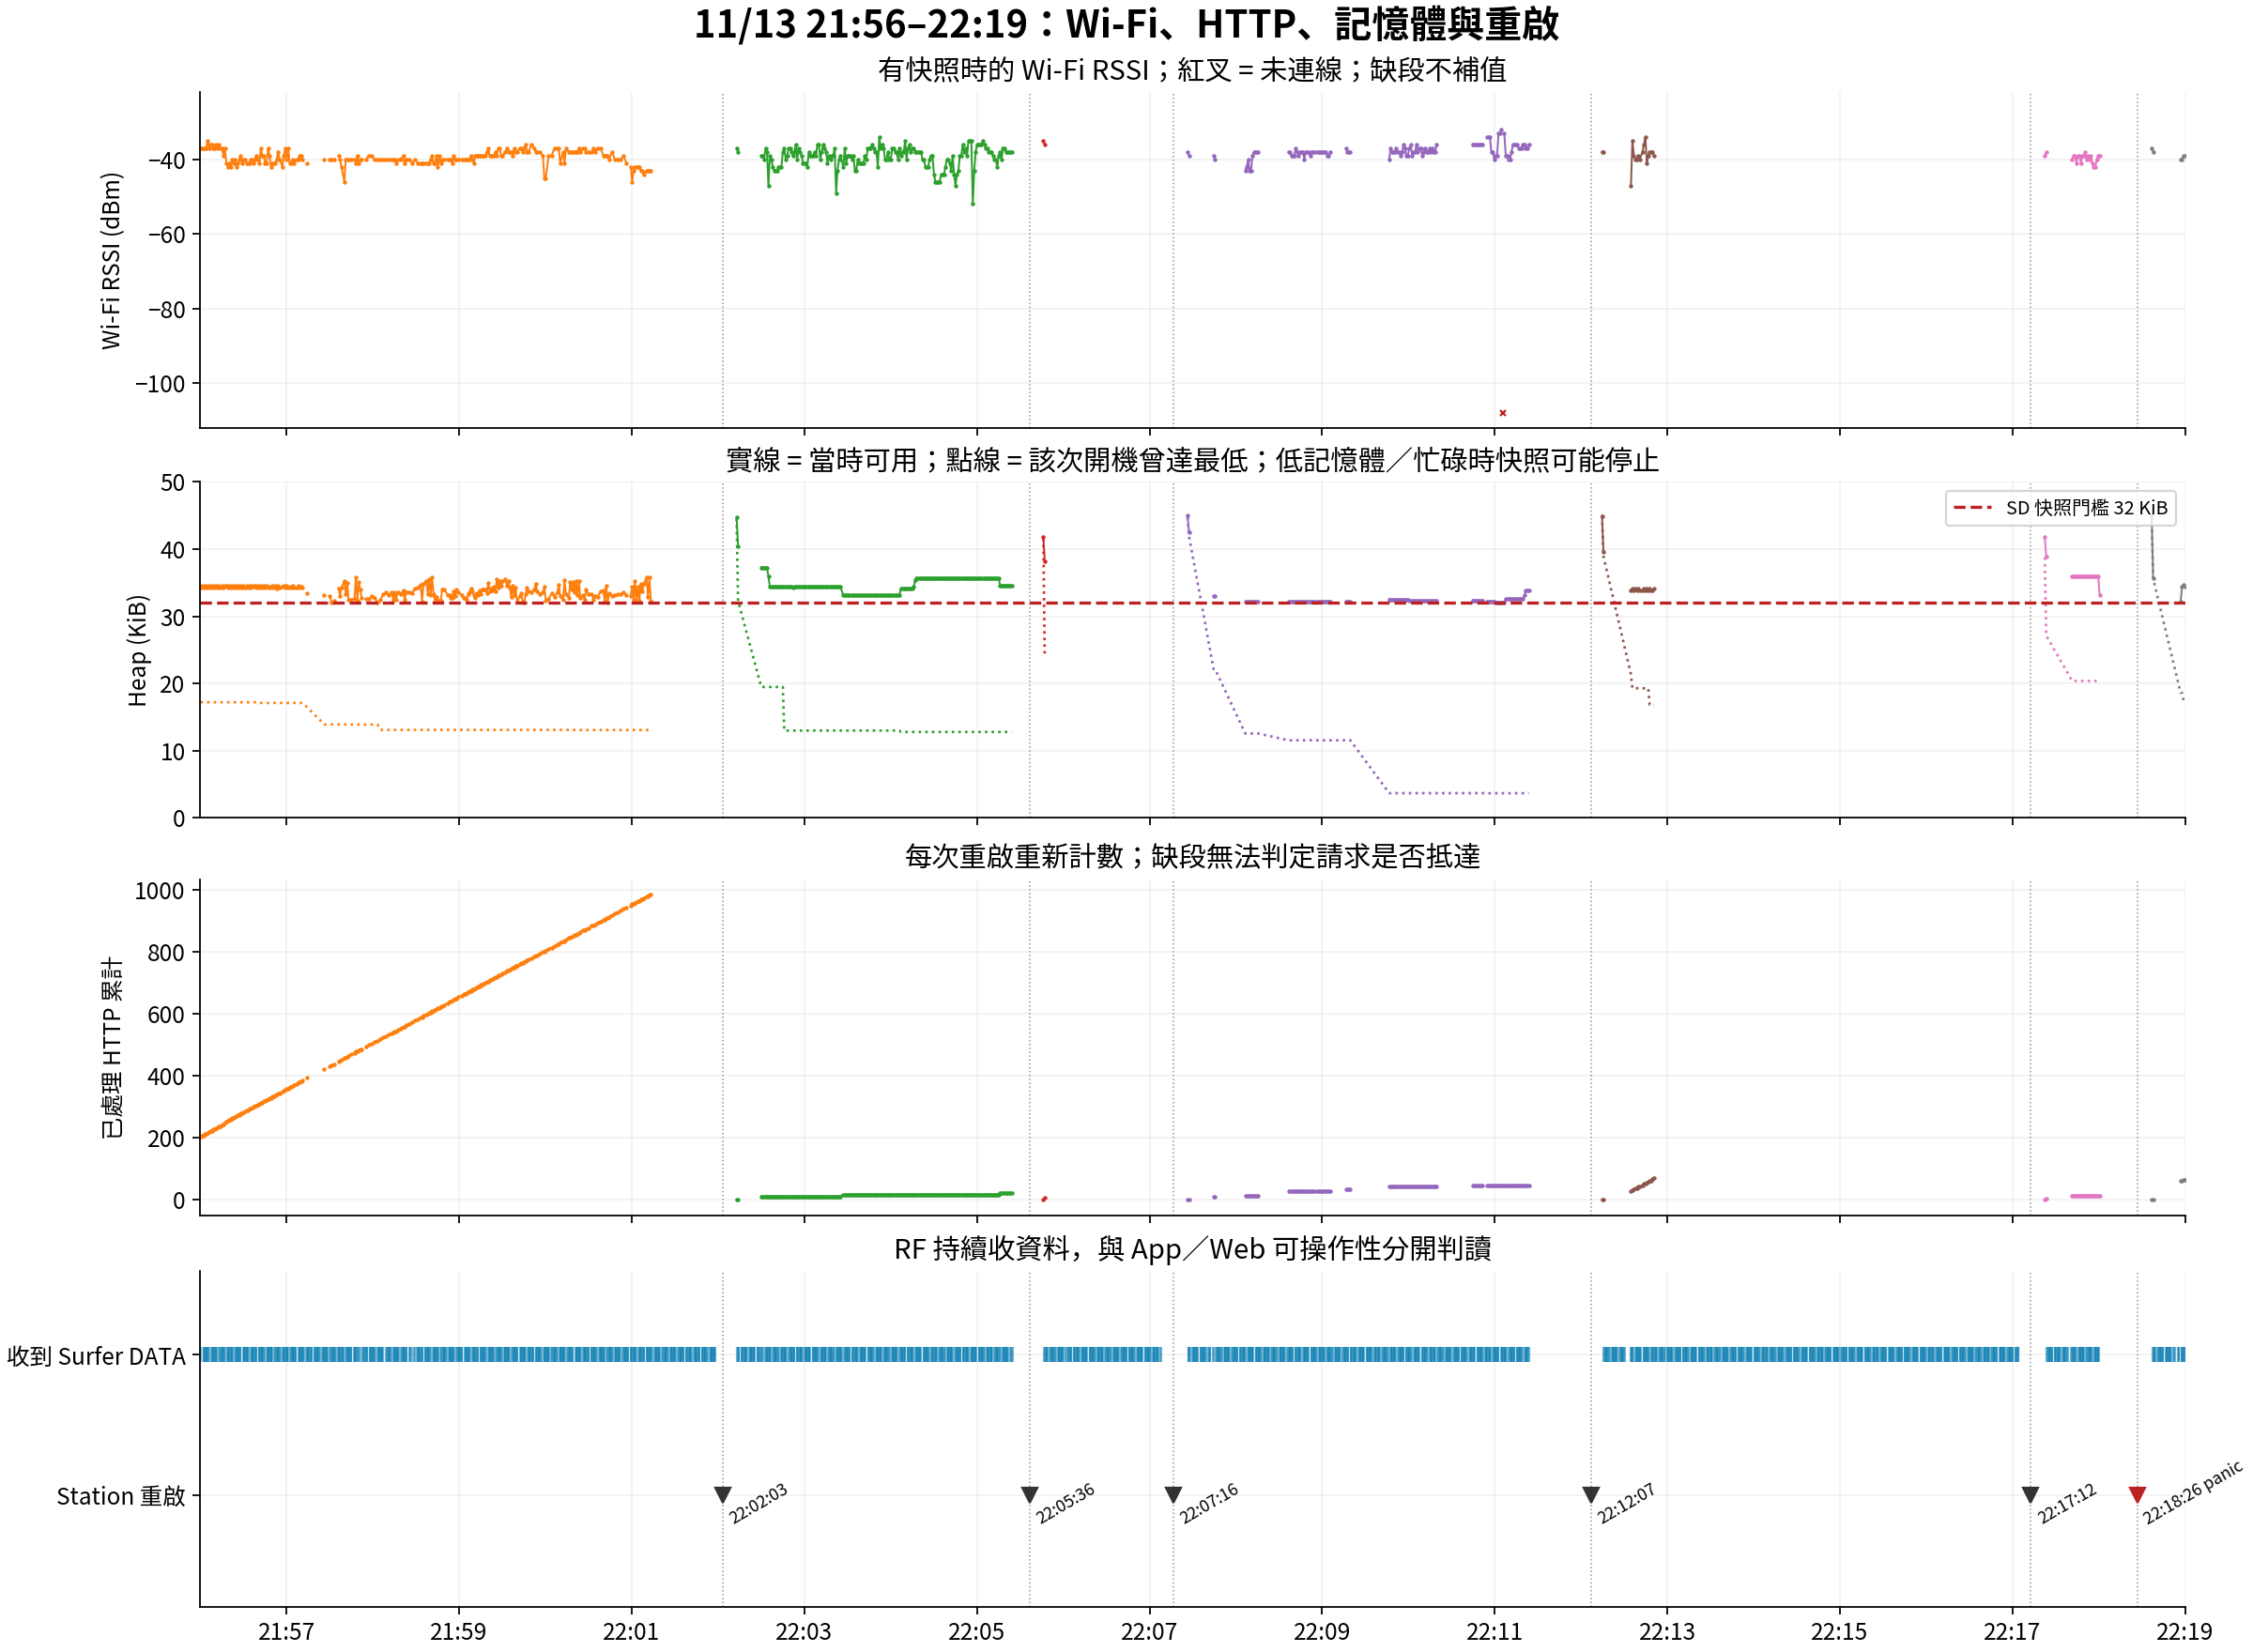 11/13 21:56–22:19：Wi-Fi、HTTP、記憶體與重啟
有快照時的 Wi-Fi RSSI；紅叉 = 未連線；缺段不補值
Wi-Fi RSSI (dBm)
−40
−60
−80
−100
實線 = 當時可用；點線 = 該次開機曾達最低；低記憶體／忙碌時快照可能停止
Heap (KiB)
50
40
30
20
10
0
SD 快照門檻 32 KiB
每次重啟重新計數；缺段無法判定請求是否抵達
已處理 HTTP 累計
1000
800
600
400
200
0
RF 持續收資料，與 App／Web 可操作性分開判讀
收到 Surfer DATA
Station 重啟
22:02:03
22:05:36
22:07:16
22:12:07
22:17:12
22:18:26 panic
21:57
21:59
22:01
22:03
22:05
22:07
22:09
22:11
22:13
22:15
22:17
22:19